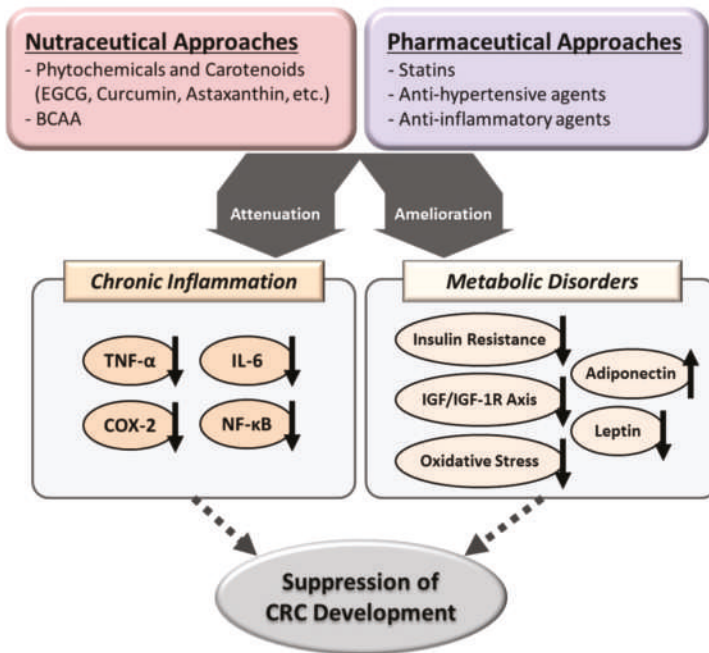 Nutraceutical Approaches
- Phytochemicals and Carotenoids
(EGCG, Curcumin, Astaxanthin, etc.)
- BCAA
Pharmaceutical Approaches
- Statins
- Anti-hypertensive agents
- Anti-inflammatory agents
Attenuation
Amelioration
Chronic Inflammation
TNF-α
IL-6
COX-2
NF-κB
Metabolic Disorders
Insulin Resistance
Adiponectin
IGF/IGF-1R Axis
Leptin
Oxidative Stress
Suppression of
CRC Development